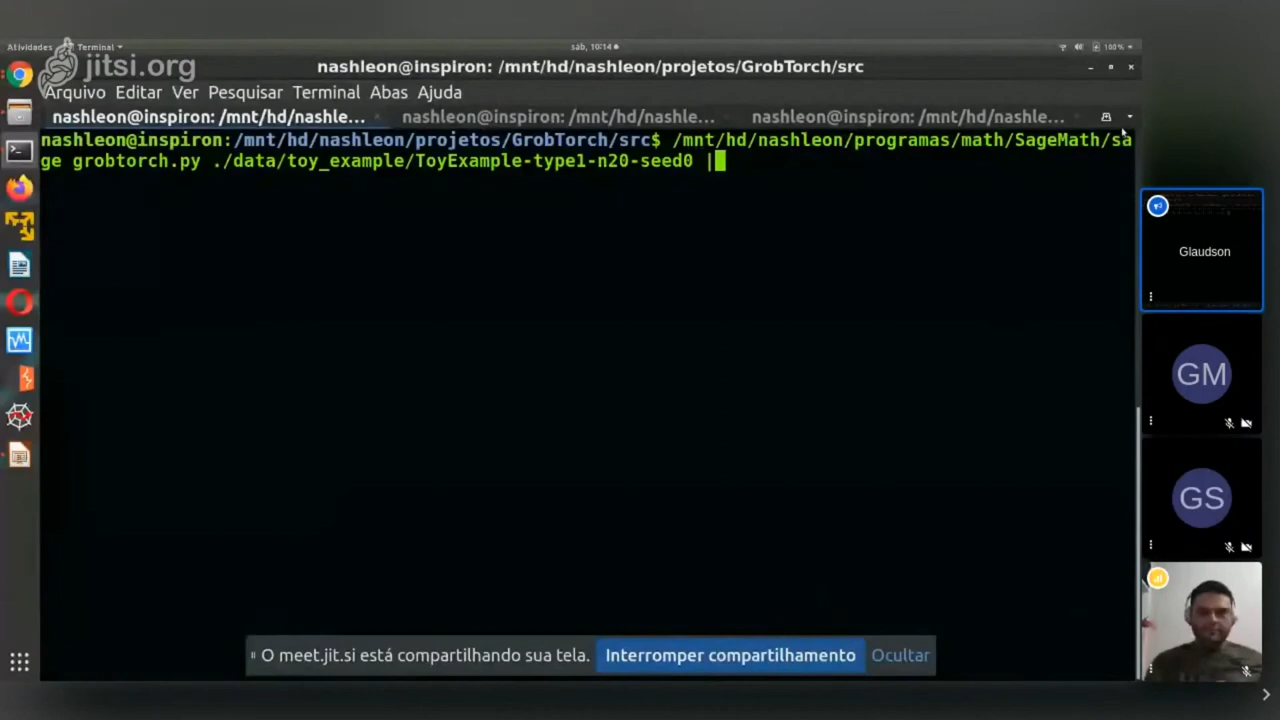 Atividades Terminal sáb, 10:14 100%
jitsi.org
nashleon@inspiron: /mnt/hd/nashleon/projetos/GrobTorch/src
Arquivo Editar Ver Pesquisar Terminal Abas Ajuda
nashleon@inspiron: /mnt/hd/nashle... nashleon@inspiron: /mnt/hd/nashle... nashleon@inspiron: /mnt/hd/nashle...
nashleon@inspiron:/mnt/hd/nashleon/projetos/GrobTorch/src$ /mnt/hd/nashleon/programas/math/SageMath/sa
ge grobtorch.py ./data/toy_example/ToyExample-type1-n20-seed0 |
Glaudson
GM
GS
O meet.jit.si está compartilhando sua tela. Interromper compartilhamento Ocultar